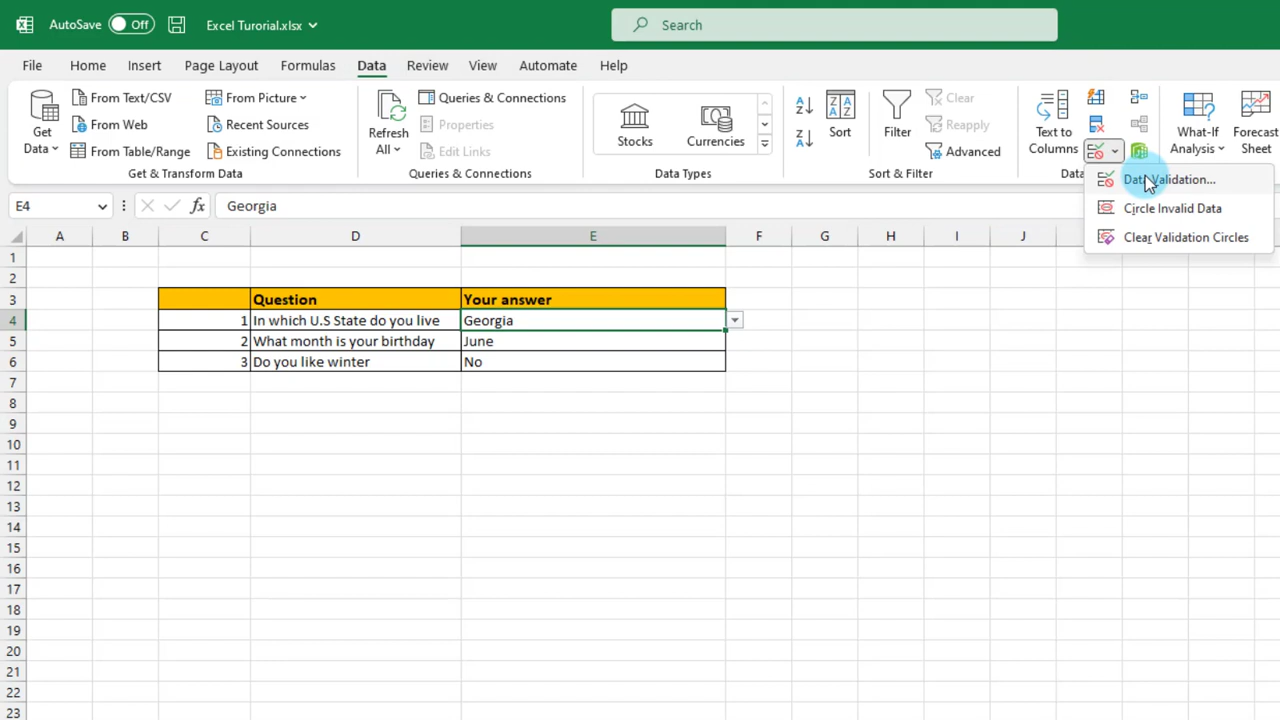 AutoSave Off Excel Turorial.xlsx Search
File Home Insert Page Layout Formulas Data Review View Automate Help
Get Data
From Text/CSV
From Web
From Table/Range
From Picture
Recent Sources
Existing Connections
Get & Transform Data
Refresh All
Queries & Connections
Properties
Edit Links
Queries & Connections
Stocks Currencies
Data Types
Sort
Filter
Clear
Reapply
Advanced
Sort & Filter
Text to Columns
What-If Analysis
Forecast Sheet
Data Validation...
Circle Invalid Data
Clear Validation Circles
E4 fx Georgia
A B C D E F G H I J
1
2
3 Question Your answer
4 1 In which U.S State do you live Georgia
5 2 What month is your birthday June
6 3 Do you like winter No
7
8
9
10
11
12
13
14
15
16
17
18
19
20
21
22
23